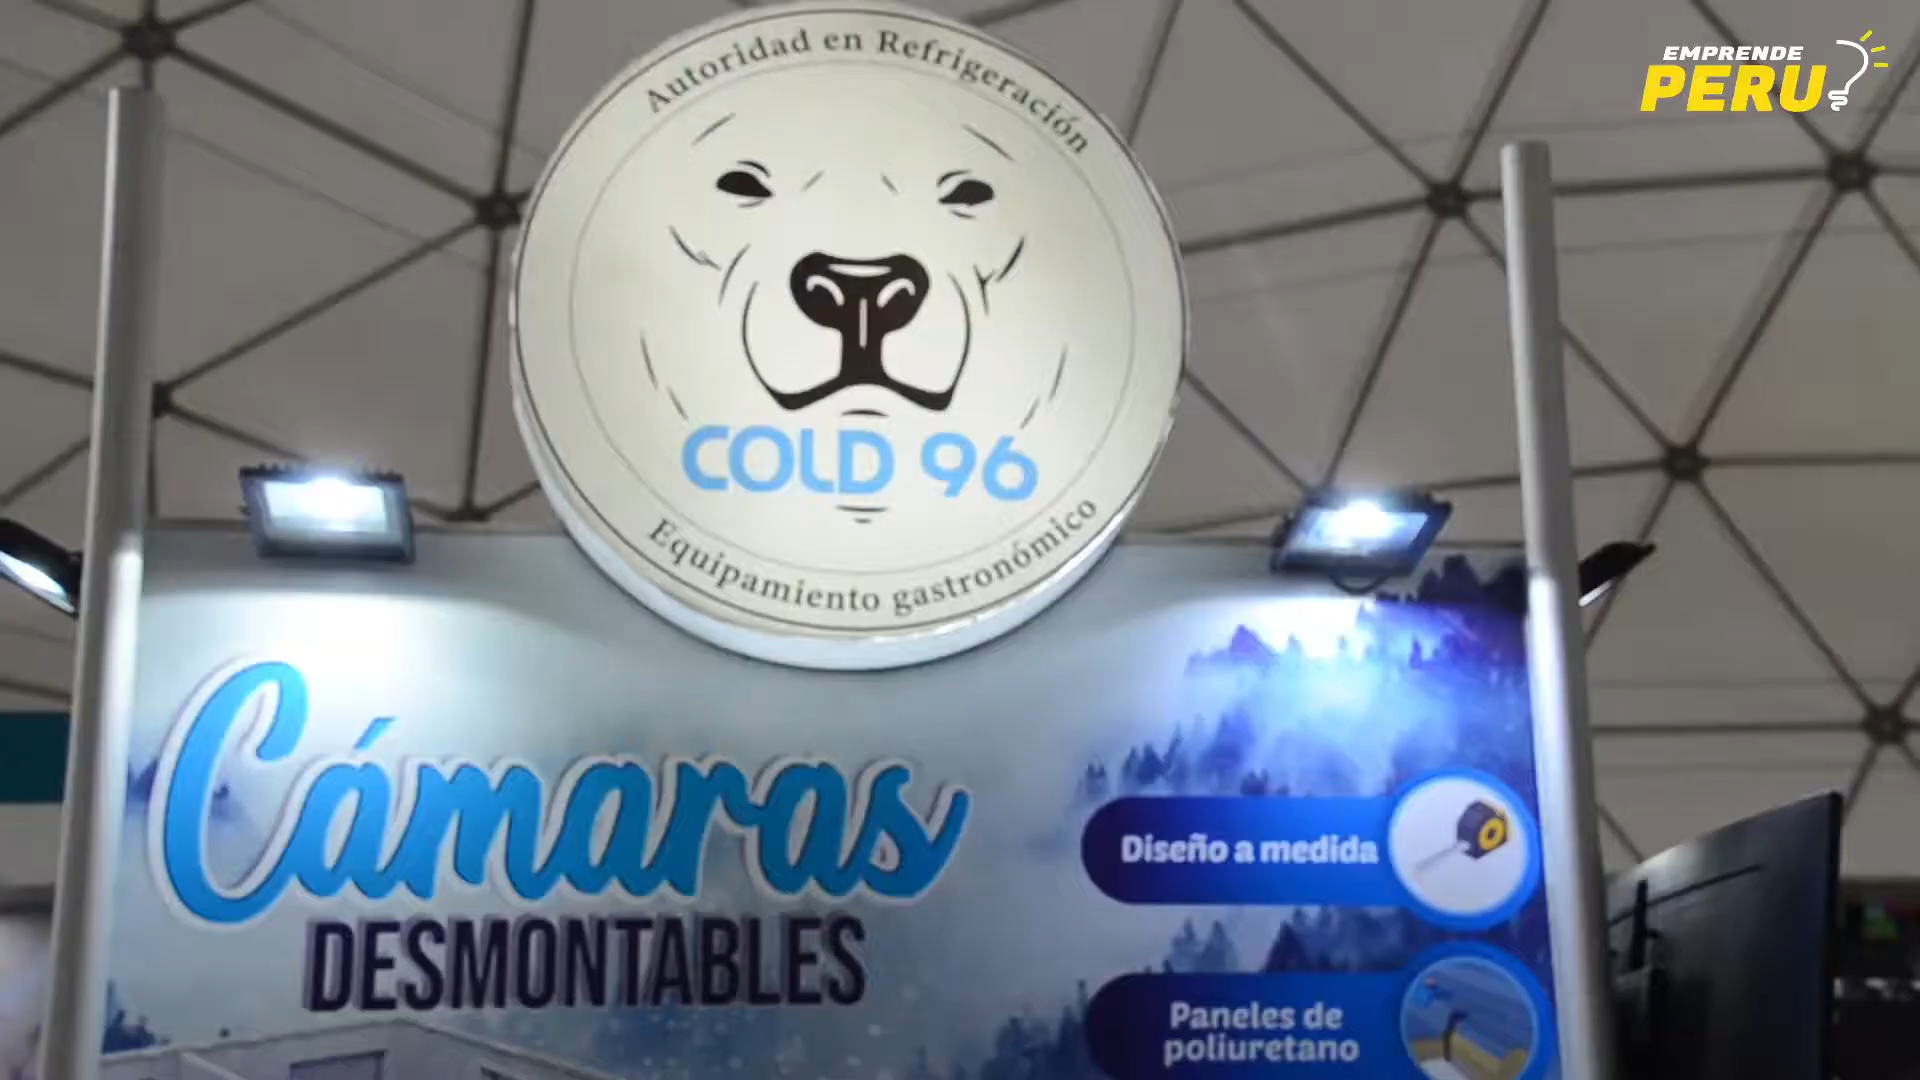 EMPRENDE
PERU
Autoridad en Refrigeración
COLD 96
Equipamiento gastronómico
Cámaras
DESMONTABLES
Diseño a medida
Paneles de
poliuretano